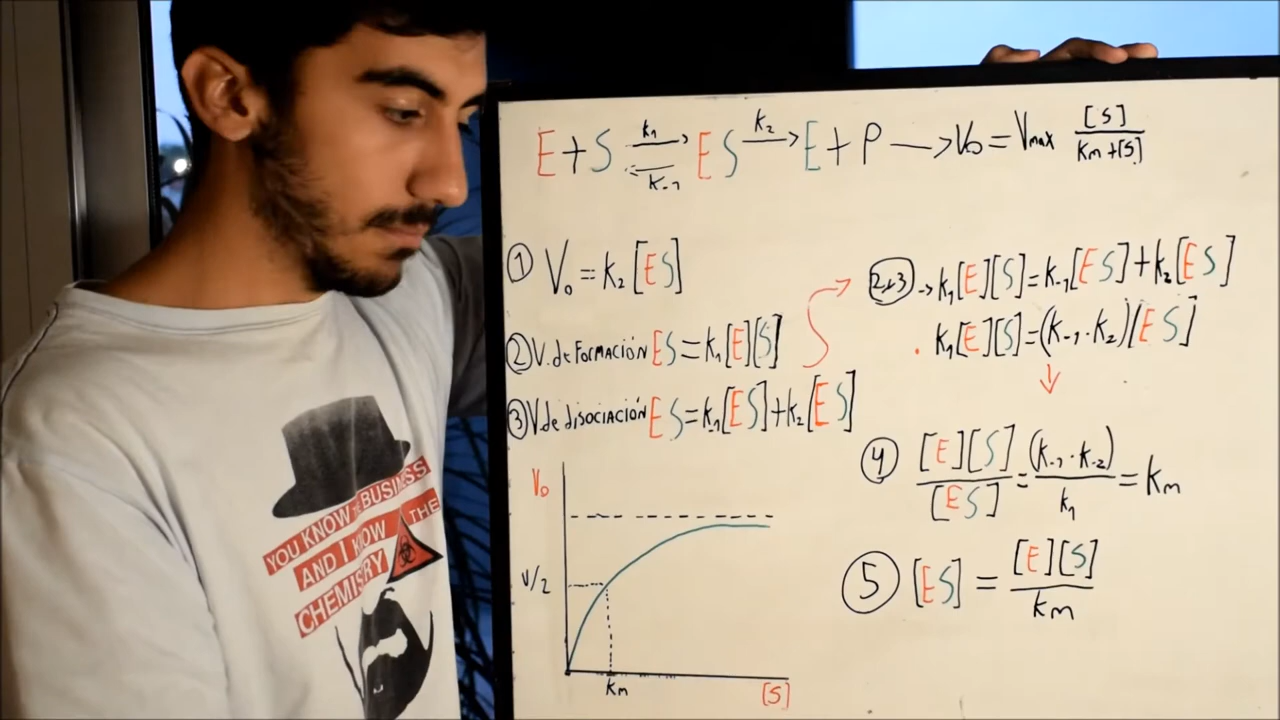 E + S k₁ ⇌ k₋₁ ES k₂ → E + P → V₀ = Vmax [S] / Km + [S]
① V₀ = k₂ [ES]
② V. de Formación ES = k₁[E][S]
③ V. de disociación ES = k₋₁[ES] + k₂[ES]
2+3 → k₁[E][S] = k₋₁[ES] + k₂[ES]
· k₁[E][S] = (k₋₁ · k₂)[ES]
④ [E][S] / [ES] = (k₋₁ · k₋₂) / k₁ = Km
⑤ [ES] = [E][S] / Km
V₀
V/2
Km
[S]
YOU KNOW THE BUSINESS
AND I KNOW THE
CHEMISTRY